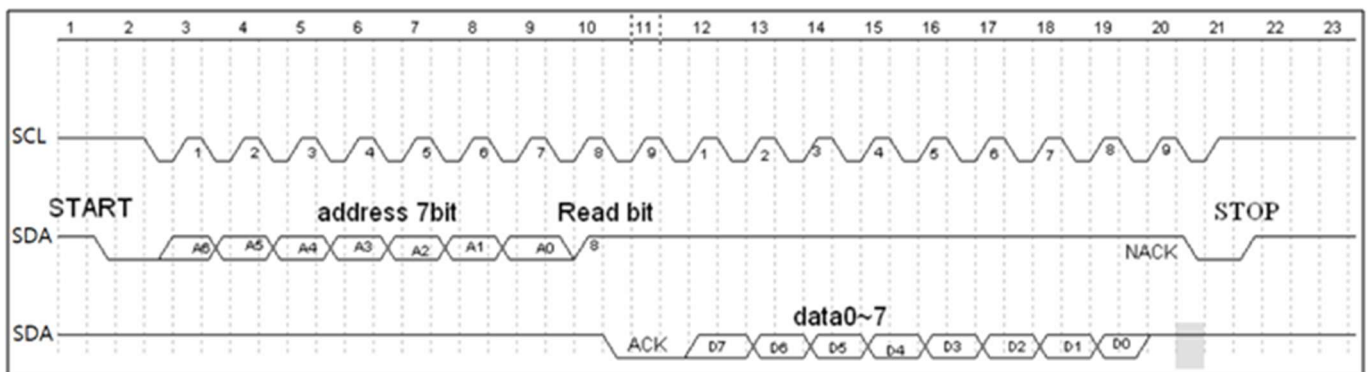 1 2 3 4 5 6 7 8 9 10 11 12 13 14 15 16 17 18 19 20 21 22 23
SCL 1 2 3 4 5 6 7 8 9 1 2 3 4 5 6 7 8 9
START address 7bit Read bit STOP
SDA A6 A5 A4 A3 A2 A1 A0 8 NACK
data0~7
SDA ACK D7 D6 D5 D4 D3 D2 D1 D0